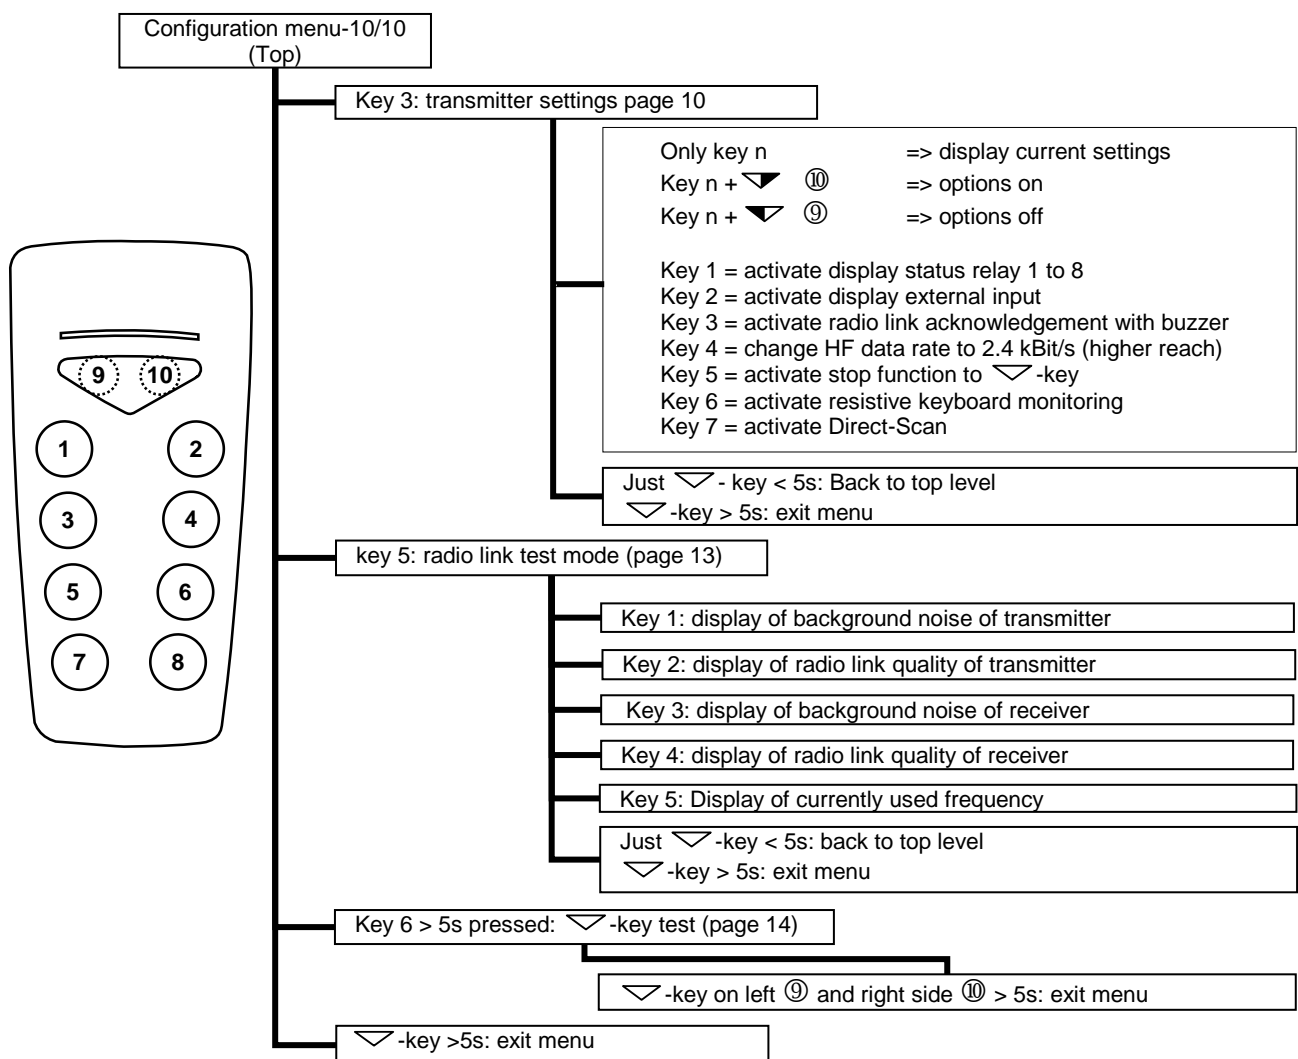 Configuration menu-10/10
(Top)
Key 3: transmitter settings page 10
Only key n => display current settings
Key n + ⑩ => options on
Key n + ⑨ => options off
Key 1 = activate display status relay 1 to 8
Key 2 = activate display external input
Key 3 = activate radio link acknowledgement with buzzer
Key 4 = change HF data rate to 2.4 kBit/s (higher reach)
Key 5 = activate stop function to -key
Key 6 = activate resistive keyboard monitoring
Key 7 = activate Direct-Scan
Just - key < 5s: Back to top level
-key > 5s: exit menu
9 10
1 2
3 4
5 6
7 8
key 5: radio link test mode (page 13)
Key 1: display of background noise of transmitter
Key 2: display of radio link quality of transmitter
Key 3: display of background noise of receiver
Key 4: display of radio link quality of receiver
Key 5: Display of currently used frequency
Just -key < 5s: back to top level
-key > 5s: exit menu
Key 6 > 5s pressed: -key test (page 14)
-key on left ⑨ and right side ⑩ > 5s: exit menu
-key >5s: exit menu